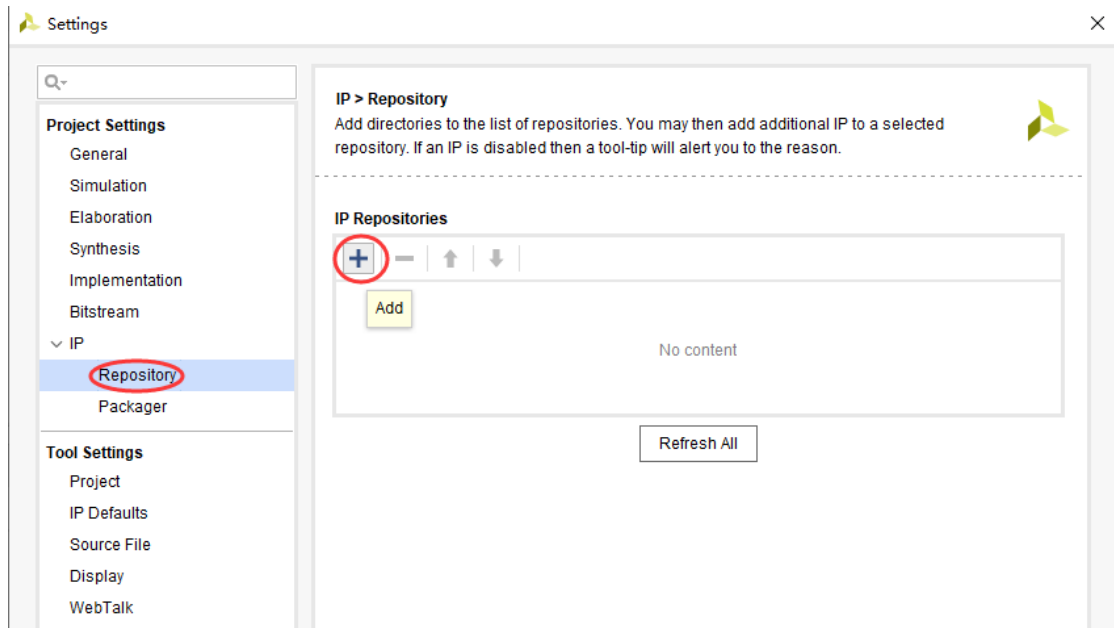 Settings
Project Settings
General
Simulation
Elaboration
Synthesis
Implementation
Bitstream
IP
Repository
Packager
Tool Settings
Project
IP Defaults
Source File
Display
WebTalk
IP > Repository
Add directories to the list of repositories. You may then add additional IP to a selected
repository. If an IP is disabled then a tool-tip will alert you to the reason.
IP Repositories
Add
No content
Refresh All